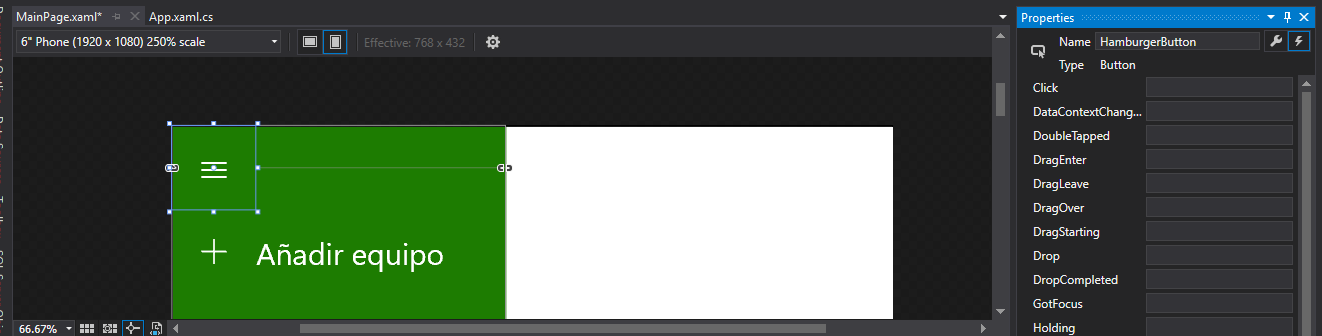 MainPage.xaml*
App.xaml.cs
6" Phone (1920 x 1080) 250% scale
Effective: 768 x 432
Añadir equipo
66.67%
Properties
Name HamburgerButton
Type Button
Click
DataContextChang...
DoubleTapped
DragEnter
DragLeave
DragOver
DragStarting
Drop
DropCompleted
GotFocus
Holding